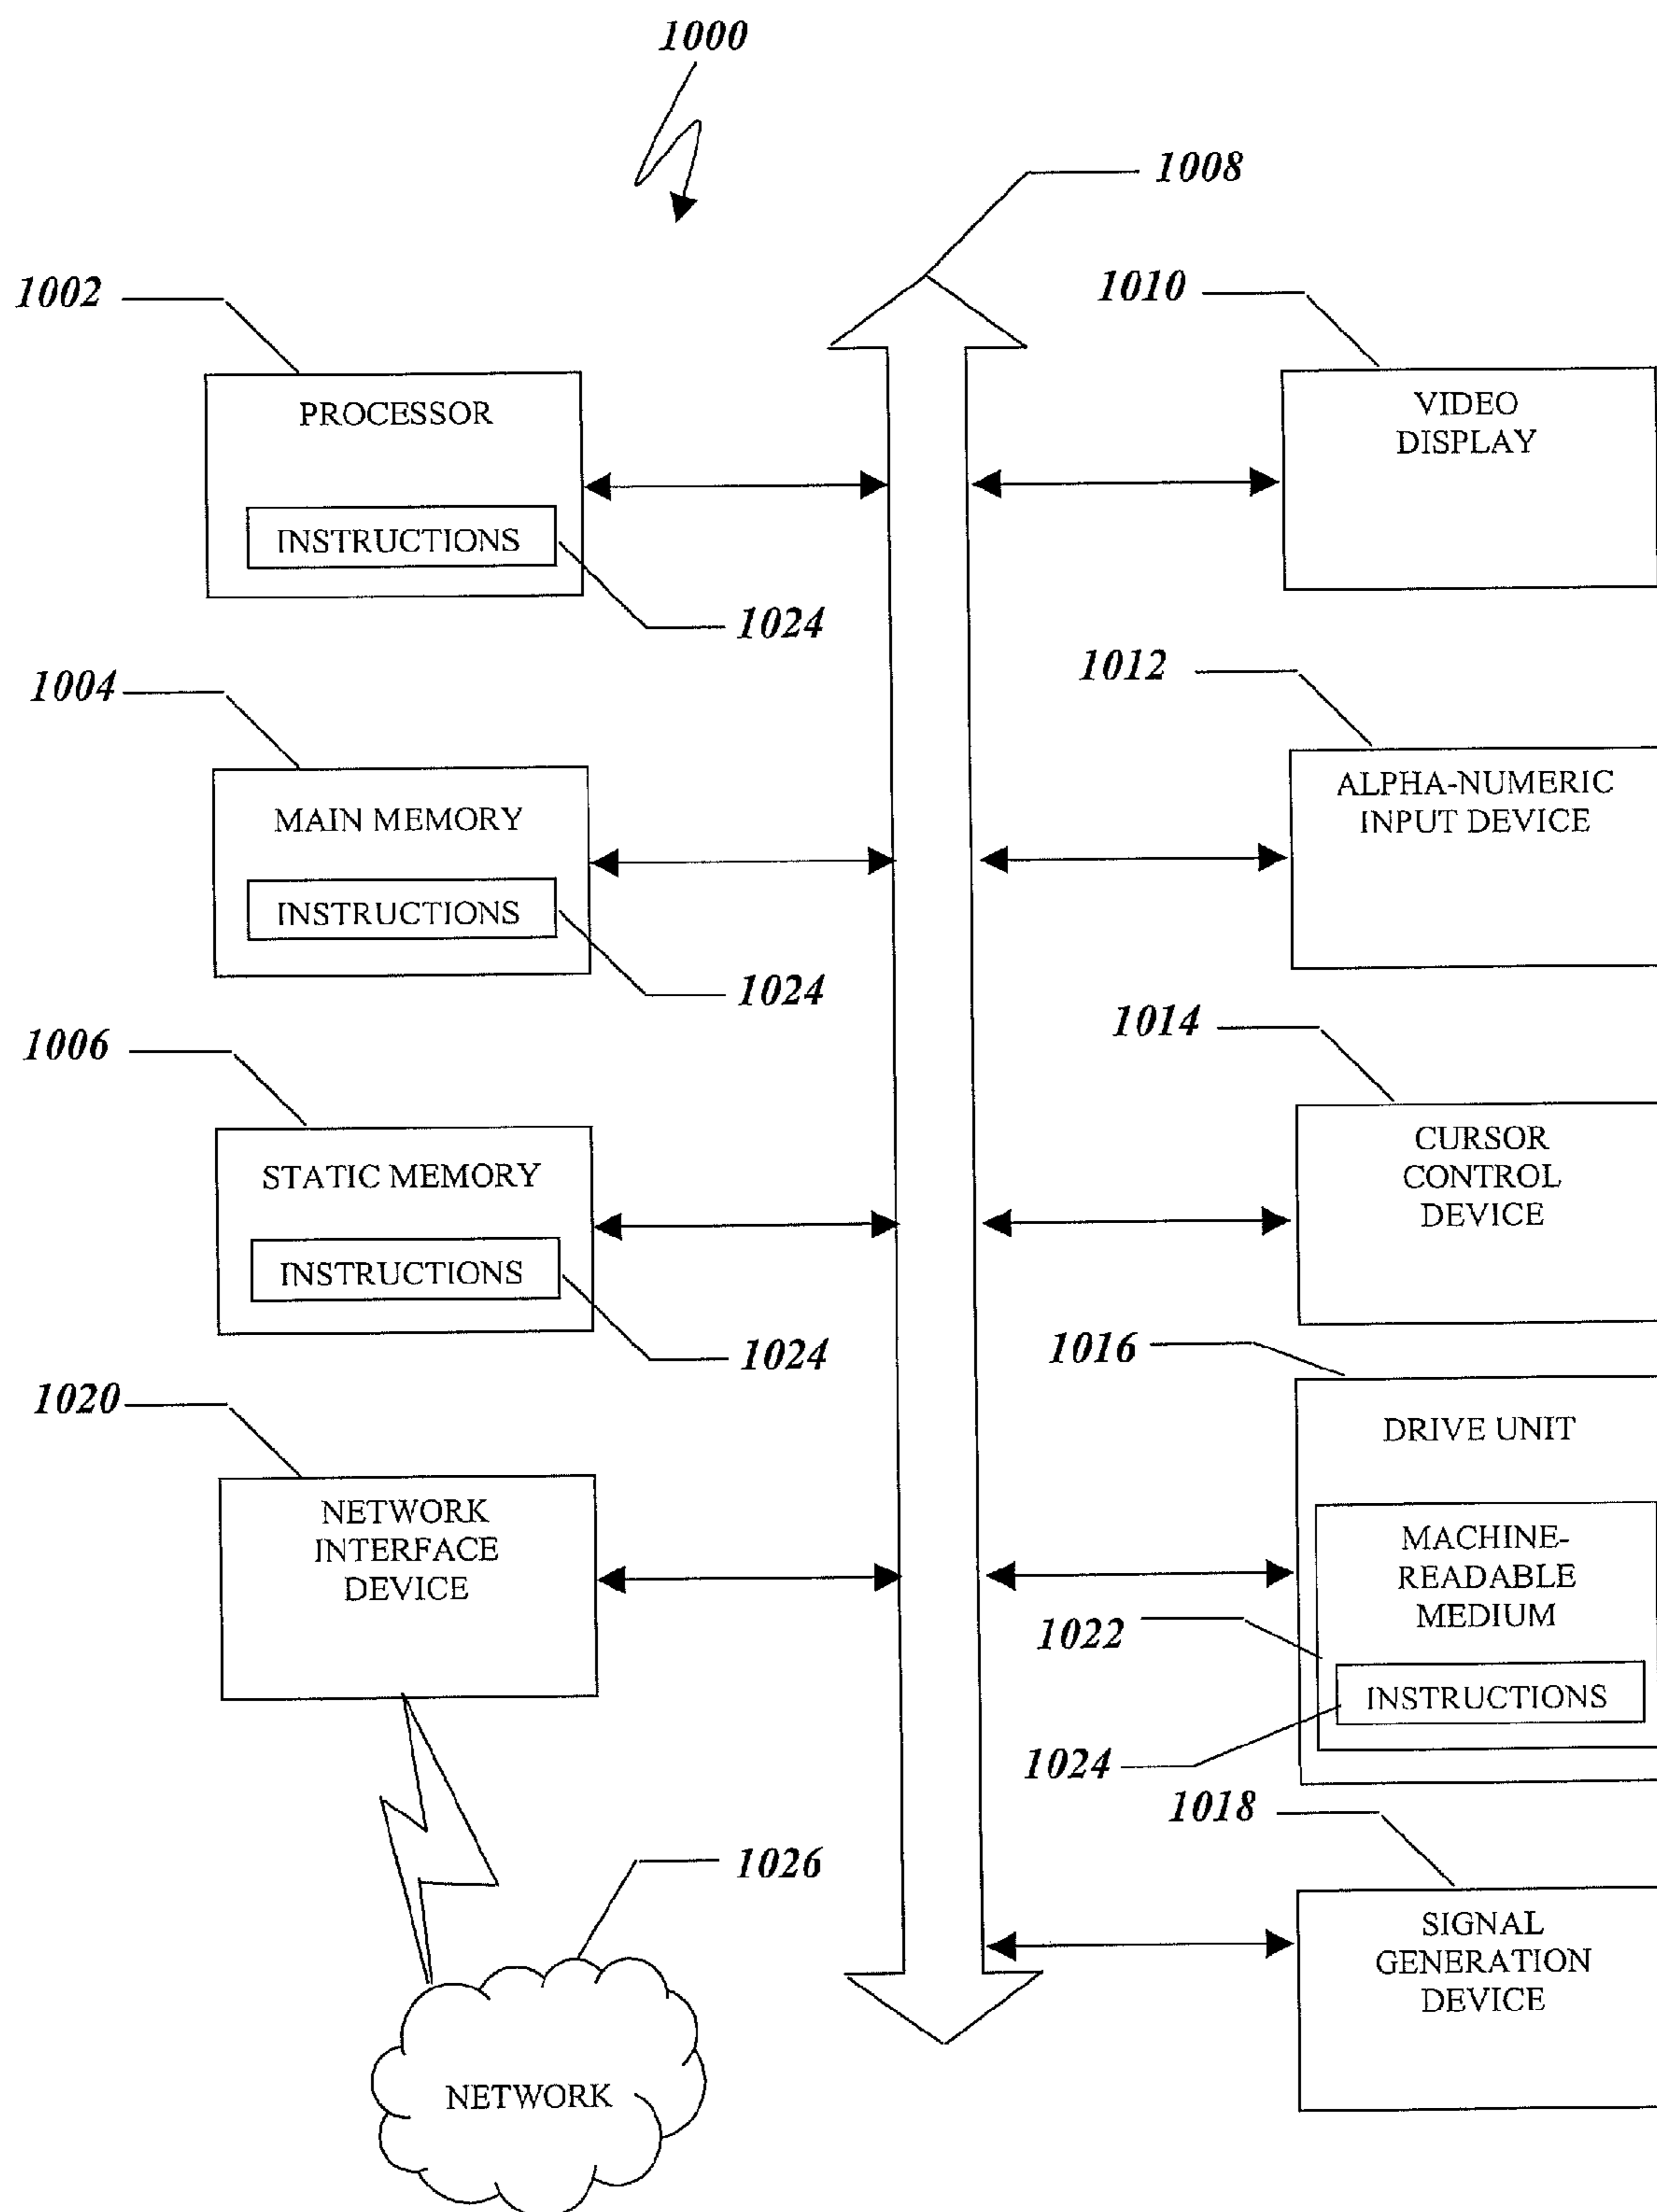 1000
1008
1002
PROCESSOR
INSTRUCTIONS
1024
1010
VIDEO
DISPLAY
1004
MAIN MEMORY
INSTRUCTIONS
1024
1012
ALPHA-NUMERIC
INPUT DEVICE
1006
STATIC MEMORY
INSTRUCTIONS
1024
1014
CURSOR
CONTROL
DEVICE
1020
NETWORK
INTERFACE
DEVICE
1016
DRIVE UNIT
MACHINE-
READABLE
MEDIUM
1022
INSTRUCTIONS
1024
1026
NETWORK
1018
SIGNAL
GENERATION
DEVICE